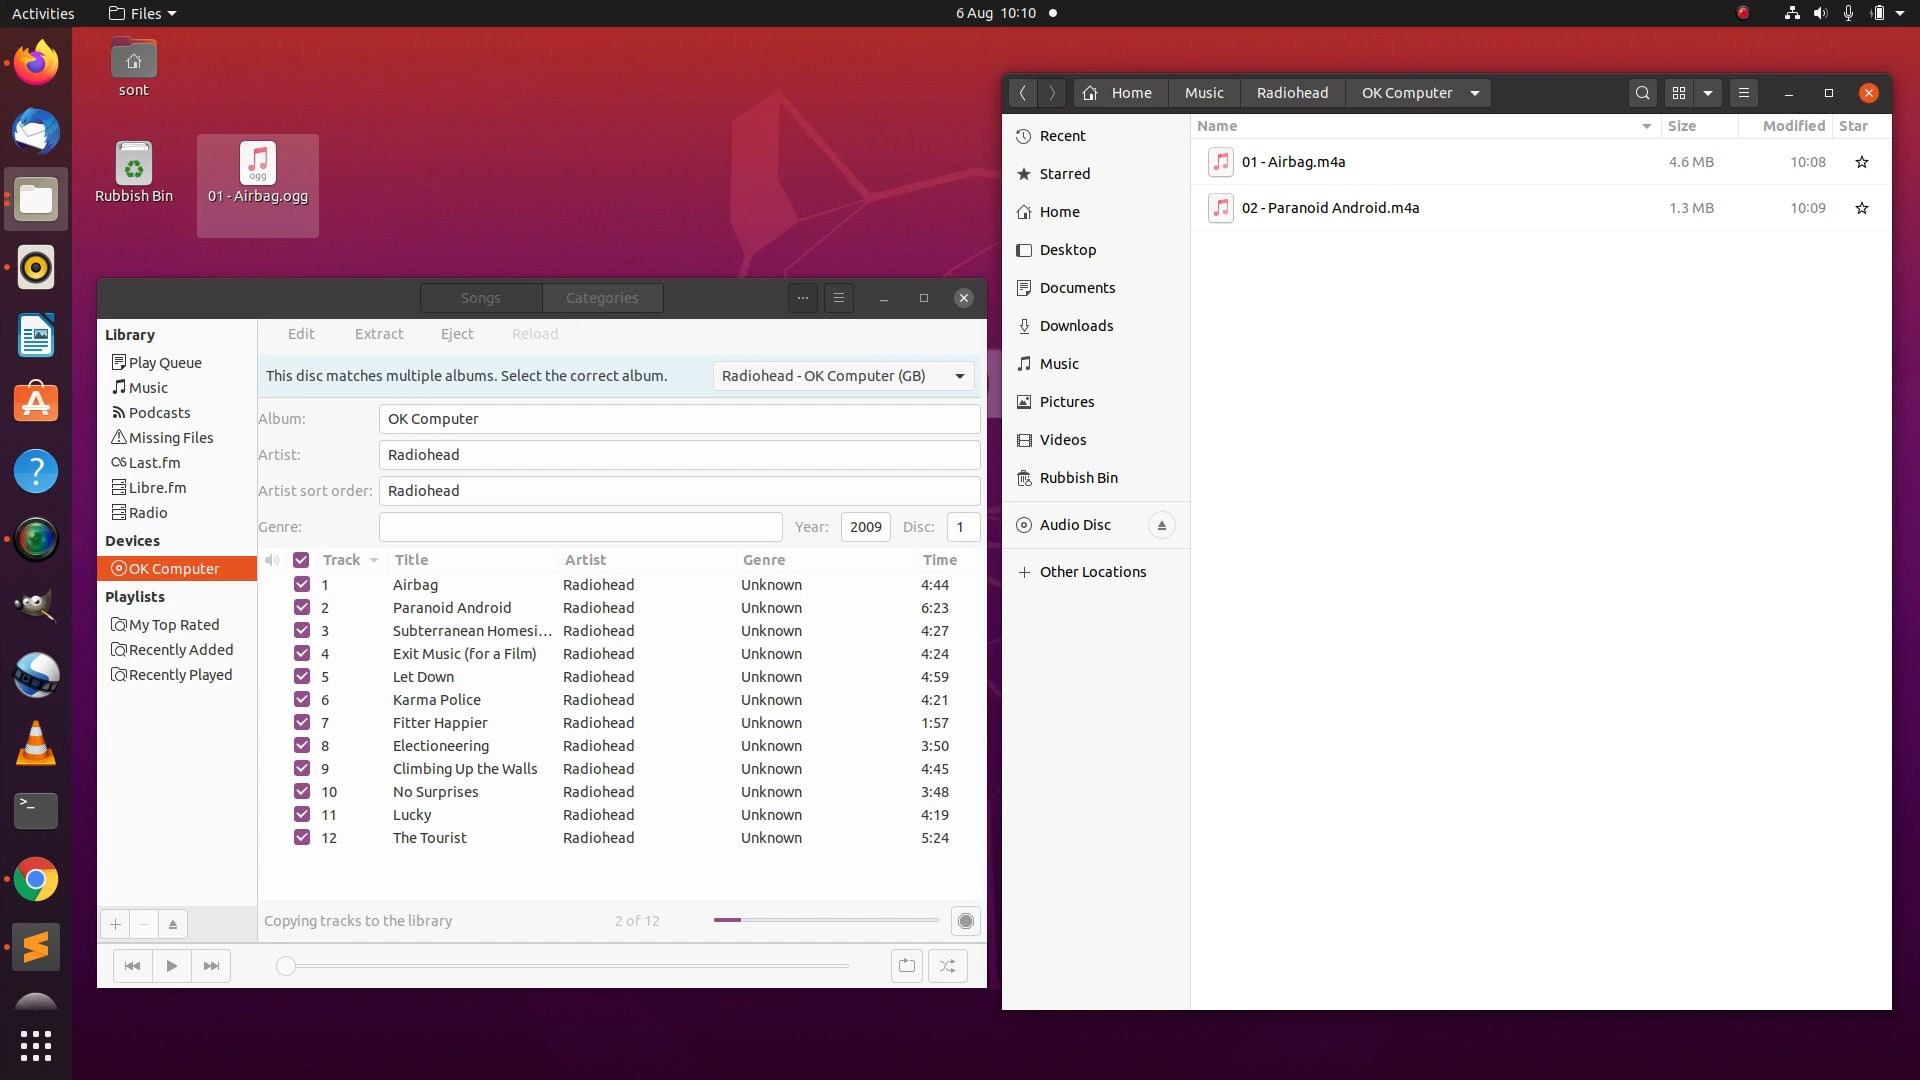 Activities
Files
6 Aug 10:10
sont
Rubbish Bin
ogg
01 - Airbag.ogg
Songs
Categories
Library
Play Queue
Music
Podcasts
Missing Files
Last.fm
Libre.fm
Radio
Devices
OK Computer
Playlists
My Top Rated
Recently Added
Recently Played
Edit
Extract
Eject
Reload
This disc matches multiple albums. Select the correct album.
Radiohead - OK Computer (GB)
Album: OK Computer
Artist: Radiohead
Artist sort order: Radiohead
Genre:
Year: 2009
Disc: 1
Track Title Artist Genre Time
1 Airbag Radiohead Unknown 4:44
2 Paranoid Android Radiohead Unknown 6:23
3 Subterranean Homesi... Radiohead Unknown 4:27
4 Exit Music (for a Film) Radiohead Unknown 4:24
5 Let Down Radiohead Unknown 4:59
6 Karma Police Radiohead Unknown 4:21
7 Fitter Happier Radiohead Unknown 1:57
8 Electioneering Radiohead Unknown 3:50
9 Climbing Up the Walls Radiohead Unknown 4:45
10 No Surprises Radiohead Unknown 3:48
11 Lucky Radiohead Unknown 4:19
12 The Tourist Radiohead Unknown 5:24
Copying tracks to the library
2 of 12
Home
Music
Radiohead
OK Computer
Recent
Starred
Home
Desktop
Documents
Downloads
Music
Pictures
Videos
Rubbish Bin
Audio Disc
Other Locations
Name Size Modified Star
01 - Airbag.m4a 4.6 MB 10:08
02 - Paranoid Android.m4a 1.3 MB 10:09